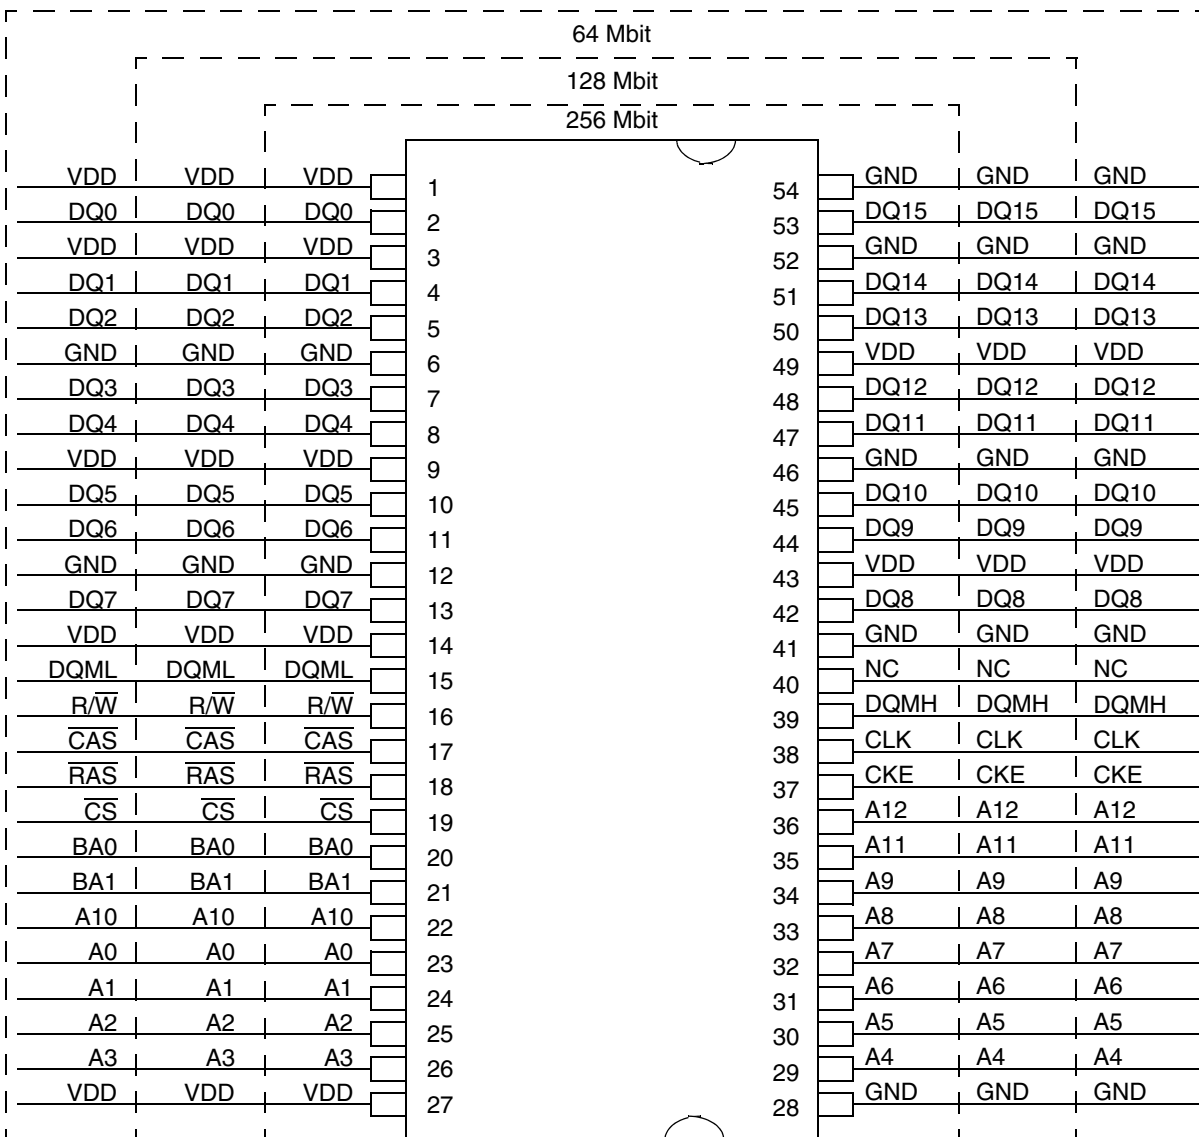 64 Mbit
128 Mbit
256 Mbit
VDD VDD VDD 1 54 GND GND GND
DQ0 DQ0 DQ0 2 53 DQ15 DQ15 DQ15
VDD VDD VDD 3 52 GND GND GND
DQ1 DQ1 DQ1 4 51 DQ14 DQ14 DQ14
DQ2 DQ2 DQ2 5 50 DQ13 DQ13 DQ13
GND GND GND 6 49 VDD VDD VDD
DQ3 DQ3 DQ3 7 48 DQ12 DQ12 DQ12
DQ4 DQ4 DQ4 8 47 DQ11 DQ11 DQ11
VDD VDD VDD 9 46 GND GND GND
DQ5 DQ5 DQ5 10 45 DQ10 DQ10 DQ10
DQ6 DQ6 DQ6 11 44 DQ9 DQ9 DQ9
GND GND GND 12 43 VDD VDD VDD
DQ7 DQ7 DQ7 13 42 DQ8 DQ8 DQ8
VDD VDD VDD 14 41 GND GND GND
DQML DQML DQML 15 40 NC NC NC
R/W̅ R/W̅ R/W̅ 16 39 DQMH DQMH DQMH
C̅A̅S̅ C̅A̅S̅ C̅A̅S̅ 17 38 CLK CLK CLK
R̅A̅S̅ R̅A̅S̅ R̅A̅S̅ 18 37 CKE CKE CKE
C̅S̅ C̅S̅ C̅S̅ 19 36 A12 A12 A12
BA0 BA0 BA0 20 35 A11 A11 A11
BA1 BA1 BA1 21 34 A9 A9 A9
A10 A10 A10 22 33 A8 A8 A8
A0 A0 A0 23 32 A7 A7 A7
A1 A1 A1 24 31 A6 A6 A6
A2 A2 A2 25 30 A5 A5 A5
A3 A3 A3 26 29 A4 A4 A4
VDD VDD VDD 27 28 GND GND GND